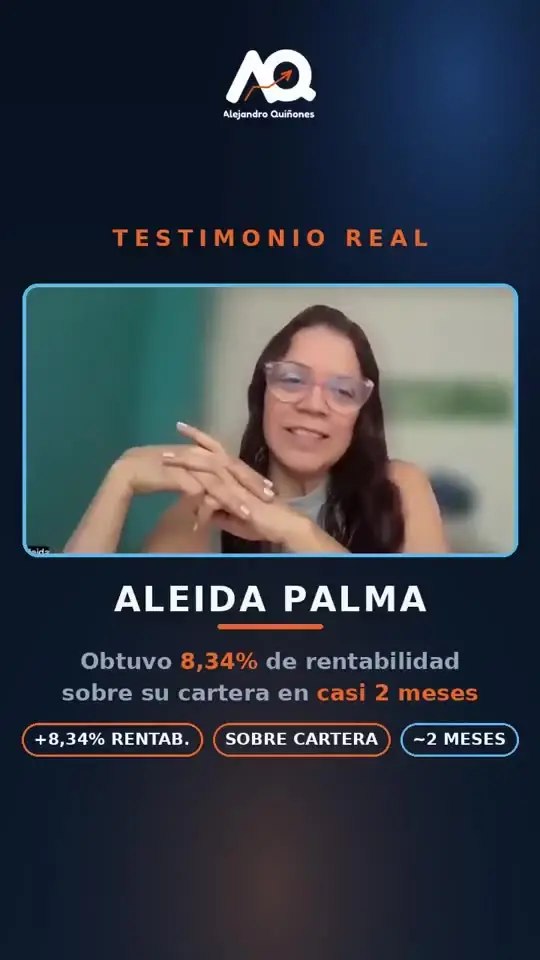 Alejandro Quiñones
TESTIMONIO REAL
ALEIDA PALMA
Obtuvo 8,34% de rentabilidad
sobre su cartera en casi 2 meses
+8,34% RENTAB.
SOBRE CARTERA
~2 MESES